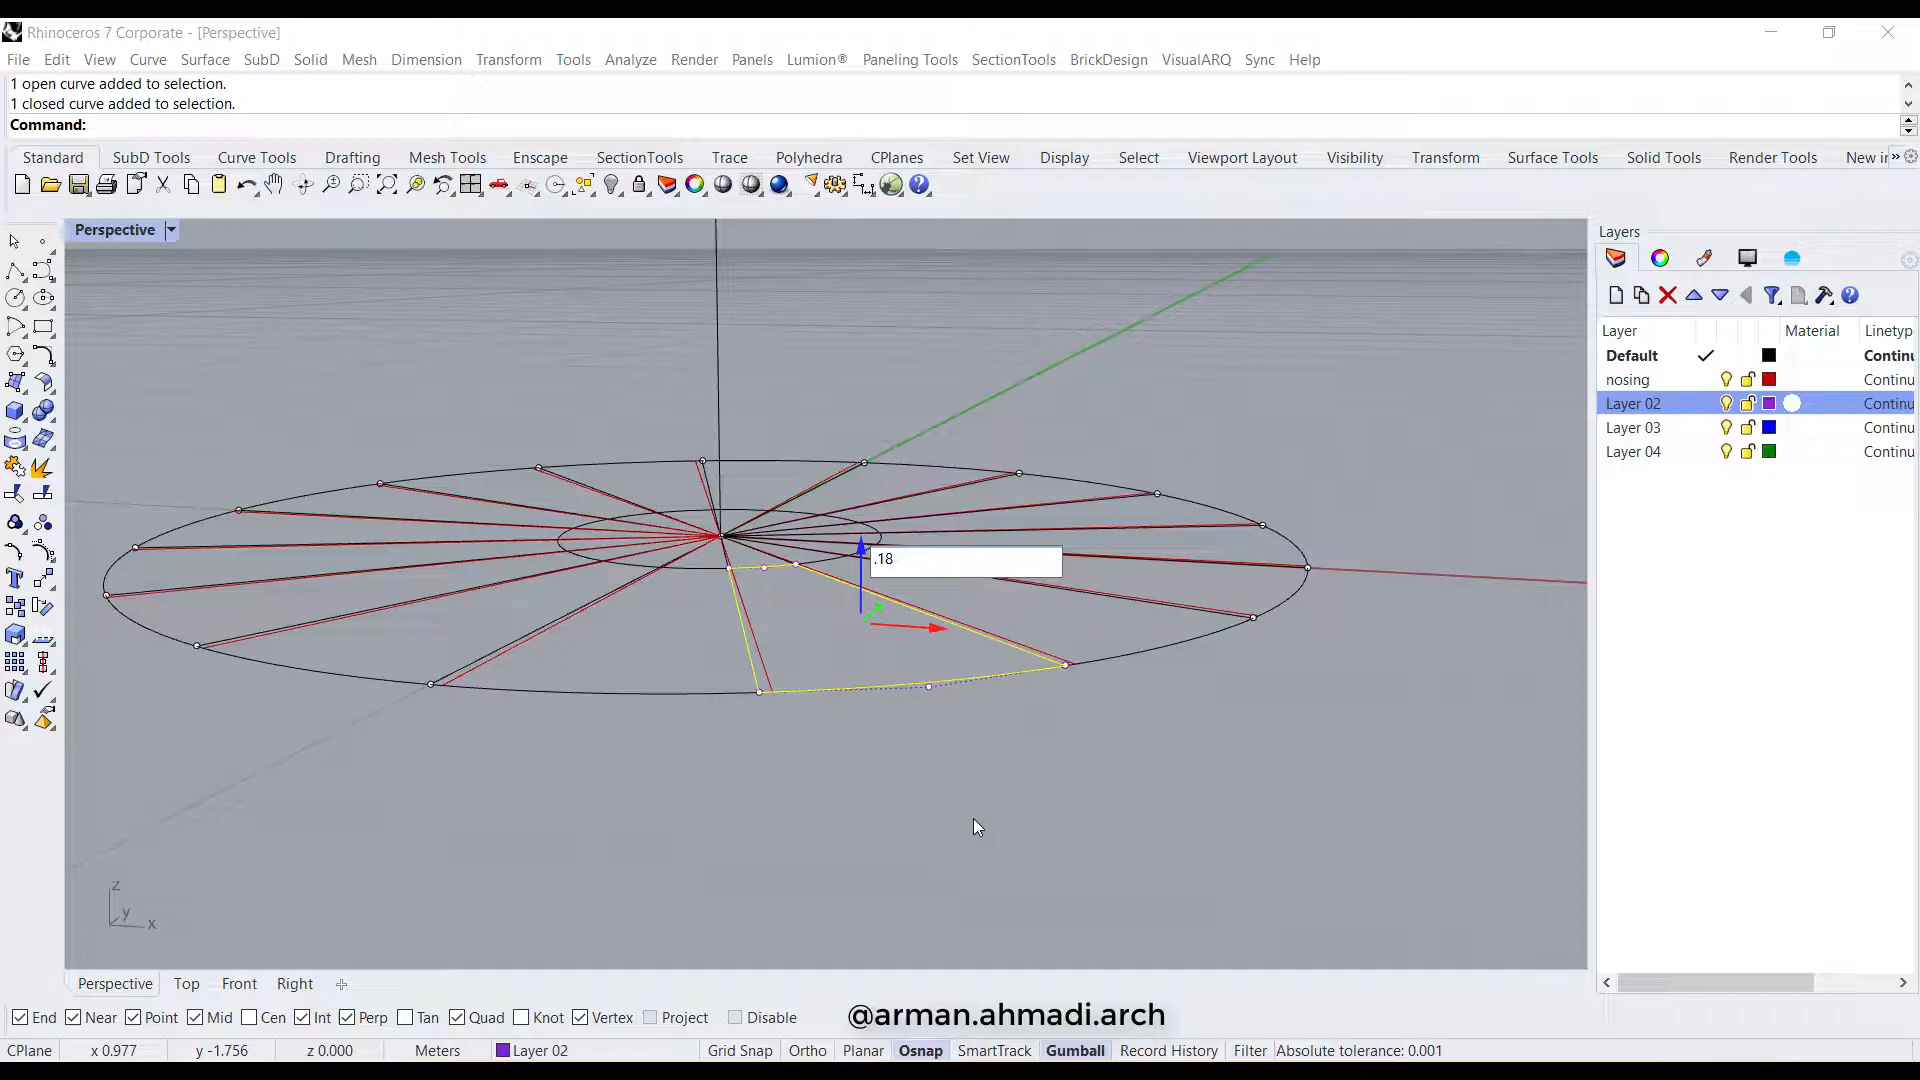 Rhinoceros 7 Corporate - [Perspective]
File Edit View Curve Surface SubD Solid Mesh Dimension Transform Tools Analyze Render Panels Lumion® Paneling Tools SectionTools BrickDesign VisualARQ Sync Help
1 open curve added to selection.
1 closed curve added to selection.
Command:
Standard SubD Tools Curve Tools Drafting Mesh Tools Enscape SectionTools Trace Polyhedra CPlanes Set View Display Select Viewport Layout Visibility Transform Surface Tools Solid Tools Render Tools New in »
Perspective
Layers
Layer Material Linetyp
Default Continu
nosing Continu
Layer 02 Continu
Layer 03 Continu
Layer 04 Continu
.18
z
y x
Perspective Top Front Right
End Near Point Mid Cen Int Perp Tan Quad Knot Vertex Project Disable
@arman.ahmadi.arch
CPlane x 0.977 y -1.756 z 0.000 Meters Layer 02 Grid Snap Ortho Planar Osnap SmartTrack Gumball Record History Filter Absolute tolerance: 0.001